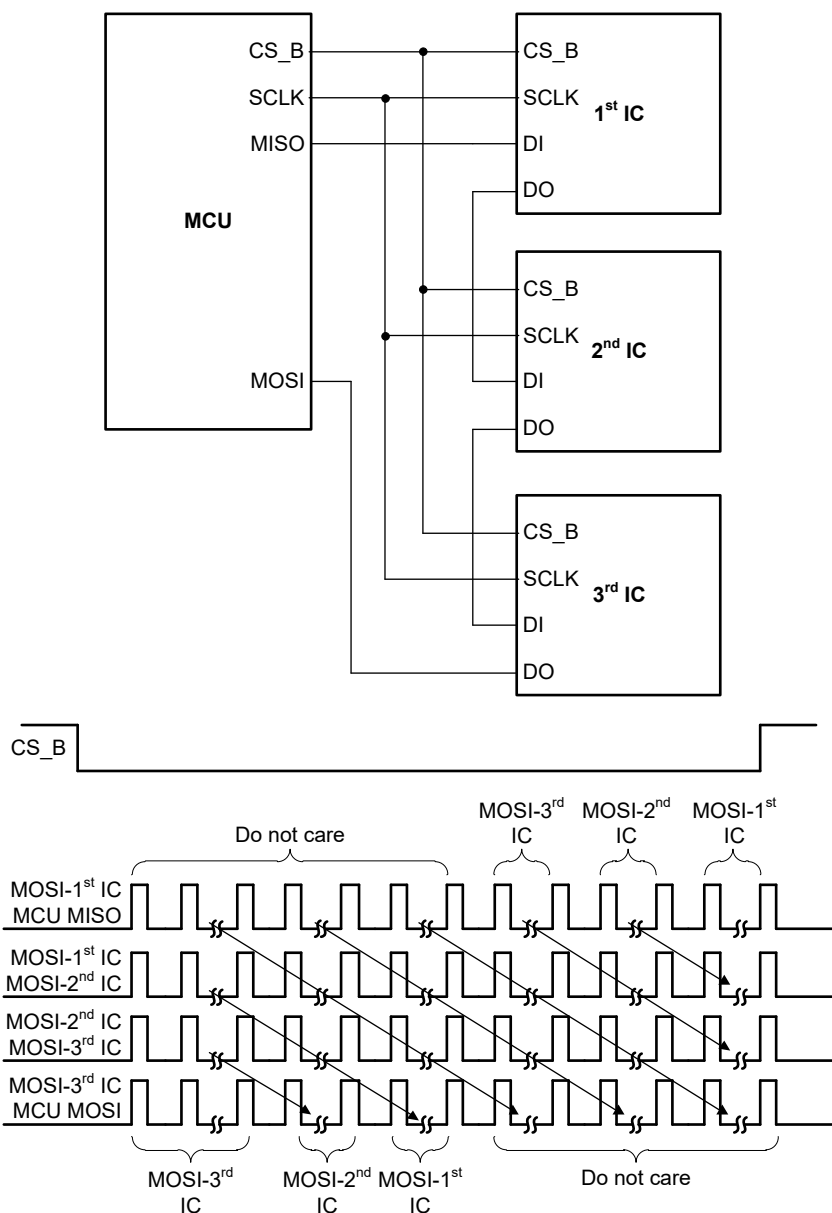 CS_B
SCLK
MISO
MCU
MOSI
CS_B
SCLK
1st IC
DI
DO
CS_B
SCLK
2nd IC
DI
DO
CS_B
SCLK
3rd IC
DI
DO
CS_B
Do not care
MOSI-3rd
IC
MOSI-2nd
IC
MOSI-1st
IC
MOSI-1st IC
MCU MISO
MOSI-1st IC
MOSI-2nd IC
MOSI-2nd IC
MOSI-3rd IC
MOSI-3rd IC
MCU MOSI
MOSI-3rd
IC
MOSI-2nd
IC
MOSI-1st
IC
Do not care